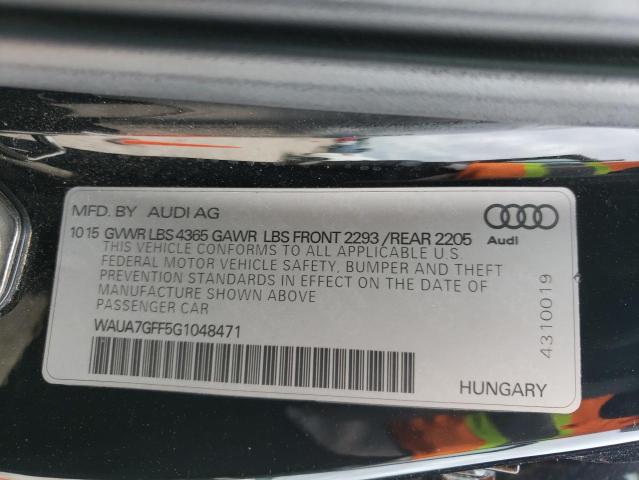 MFD. BY AUDI AG
10 15 GVWR LBS 4365 GAWR LBS FRONT 2293 /REAR 2205
THIS VEHICLE CONFORMS TO ALL APPLICABLE U.S.
FEDERAL MOTOR VEHICLE SAFETY, BUMPER AND THEFT
PREVENTION STANDARDS IN EFFECT ON THE DATE OF
MANUFACTURE SHOWN ABOVE
PASSENGER CAR
WAUA7GFF5G1048471
Audi
4310019
HUNGARY